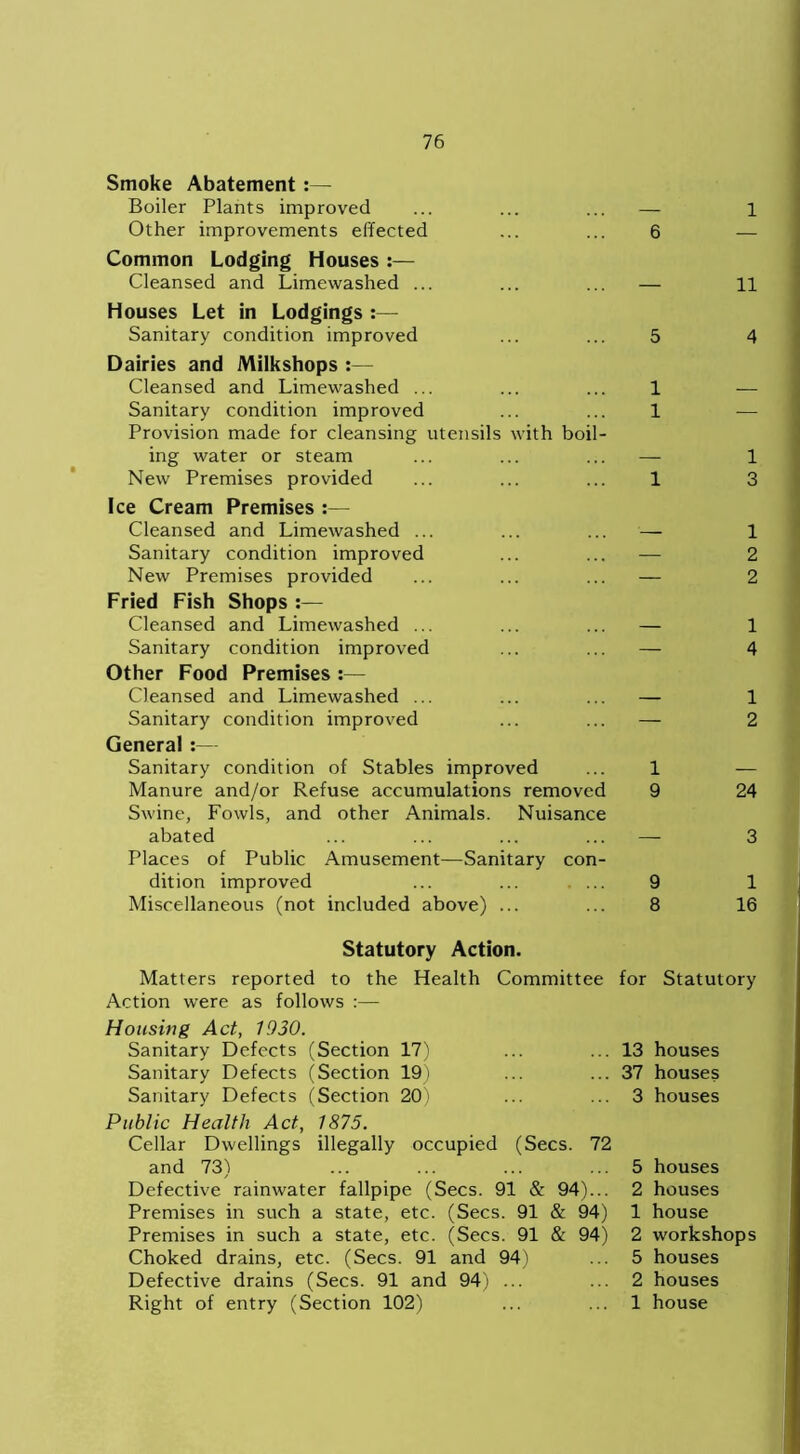 76
Smoke Abatement :—
Boiler Plants improved ... ... ... — 1
Other improvements effected ... ... 6 —
Common Lodging Houses :—
Cleansed and Limewashed ... ... ... — 11
Houses Let in Lodgings :—
Sanitary condition improved ... ... 5 4
Dairies and Milkshops :—
Cleansed and Limewashed ... ... ... 1 —
Sanitary condition improved ... ... 1 —
Provision made for cleansing utensils with boil-
ing water or steam ... ... ... — 1
New Premises provided ... ... ... 1 3
Ice Cream Premises :—
Cleansed and Limewashed ... ... ... — 1
Sanitary condition improved ... ... — 2
New Premises provided ... ... ... — 2
Fried Fish Shops :—
Cleansed and Limewashed ... ... ... — 1
Sanitary condition improved ... ... — 4
Other Food Premises :—
Cleansed and Limewashed ... ... ... — 1
Sanitary condition improved ... ... — 2
General :—
Sanitary condition of Stables improved ... 1 —
Manure and/or Refuse accumulations removed 9 24
Swine, Fowls, and other Animals. Nuisance
abated ... ... ... ... — 3
Places of Public Amusement—Sanitary con-
dition improved ... ... ... 9 1
Miscellaneous (not included above) ... ... 8 16
Statutory Action.
Matters reported to the Health Committee for Statutory
Action were as follows :—
Housing Act, 1930.
Sanitary Defects (Section 17) ... ... 13 houses
Sanitary Defects (Section 19) ... ... 37 houses
Sanitary Defects (Section 20) ... ... 3 houses
Public Health Act, 1875.
Cellar Dwellings illegally occupied (Secs. 72
and 73) ... ... ... ... 5 houses
Defective rainwater fallpipe (Secs. 91 & 94)... 2 houses
Premises in such a state, etc. (Secs. 91 & 94) 1 house
Premises in such a state, etc. (Secs. 91 & 94) 2 workshops
Choked drains, etc. (Secs. 91 and 94) ... 5 houses
Defective drains (Secs. 91 and 94) ... ... 2 houses
Right of entry (Section 102) ... ... 1 house